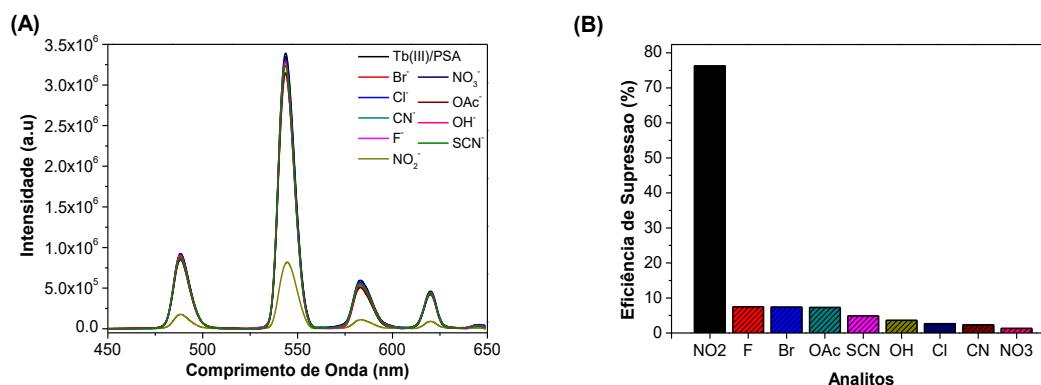 (A)
3.5x10⁶
3.0x10⁶
2.5x10⁶
2.0x10⁶
1.5x10⁶
1.0x10⁶
5.0x10⁵
0.0
Intensidade (a.u)
450 500 550 600 650
Comprimento de Onda (nm)
Tb(III)/PSA
Br⁻
Cl⁻
CN⁻
F⁻
NO₂⁻
NO₃⁻
OAc⁻
OH⁻
SCN⁻
(B)
80
70
60
50
40
30
20
10
0
Eficiência de Supressao (%)
NO2 F Br OAc SCN OH Cl CN NO3
Analitos